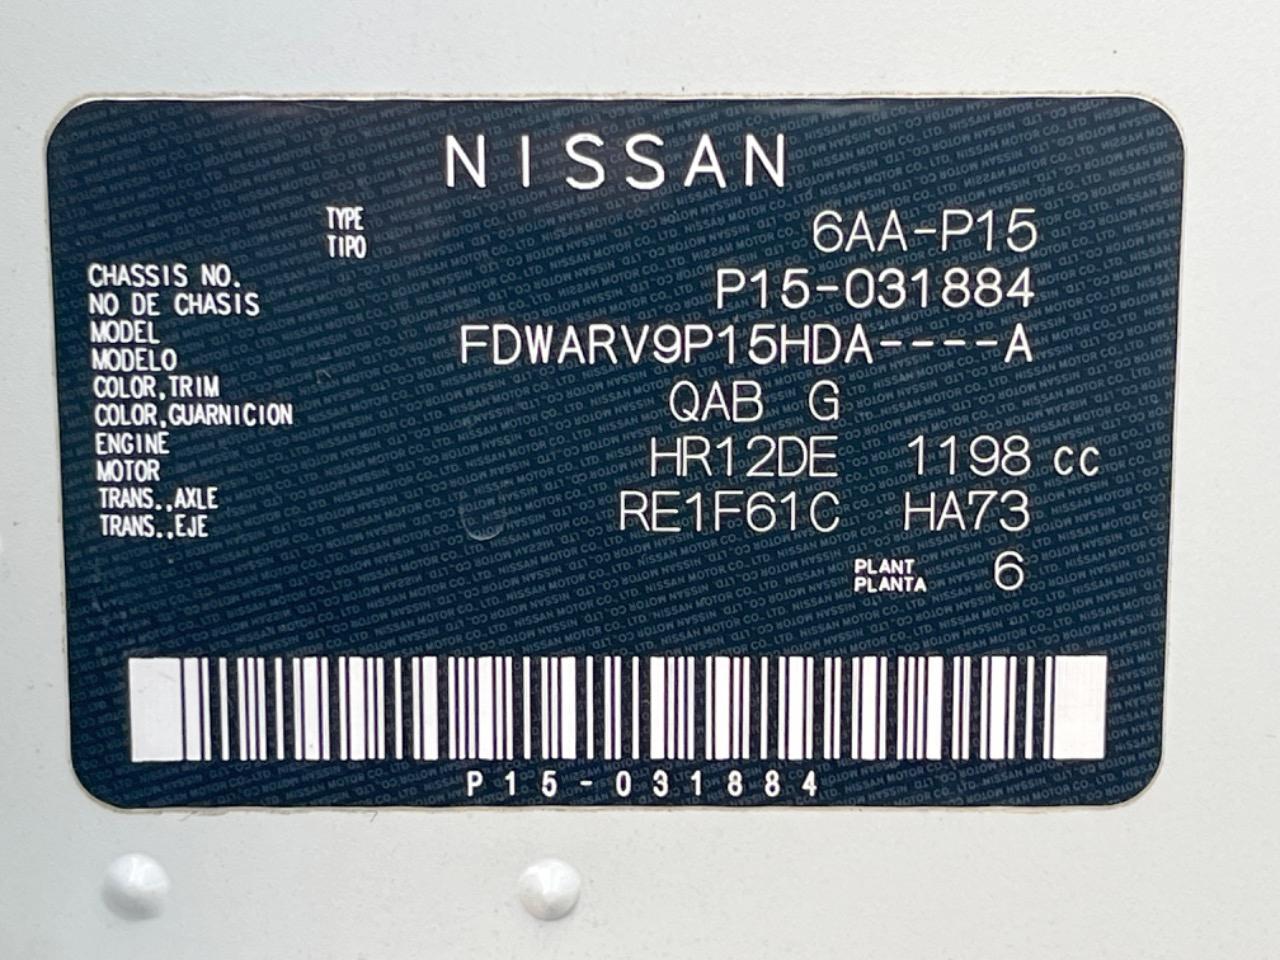 NISSAN
TYPE
TIPO
6AA-P15
CHASSIS NO.
NO DE CHASIS
P15-031884
MODEL
MODELO
FDWARV9P15HDA----A
COLOR,TRIM
COLOR,GUARNICION
QAB G
ENGINE
MOTOR
HR12DE 1198 cc
TRANS.,AXLE
TRANS.,EJE
RE1F61C HA73
PLANT
PLANTA
6
P15-031884